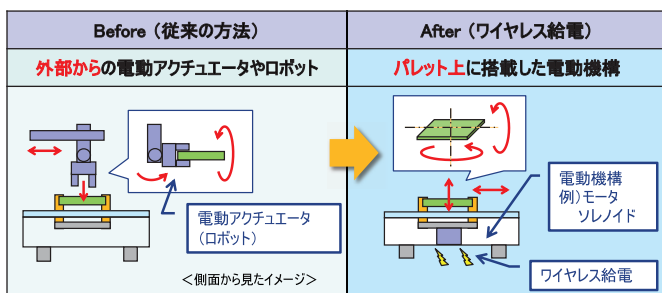 Before（従来の方法）
外部からの電動アクチュエータやロボット
電動アクチュエータ
（ロボット）
＜側面から見たイメージ＞
After（ワイヤレス給電）
パレット上に搭載した電動機構
電動機構
例）モータ
ソレノイド
ワイヤレス給電